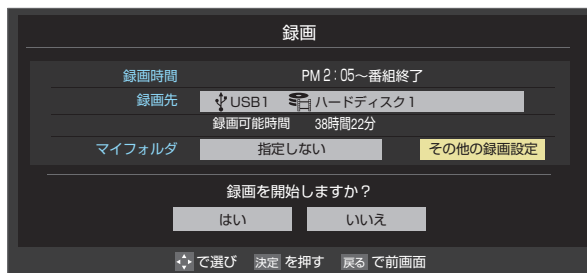 録画
録画時間 PM 2:05～番組終了
録画先 USB1 ハードディスク1
録画可能時間 38時間22分
マイフォルダ 指定しない その他の録画設定
録画を開始しますか？
はい いいえ
で選び 決定 を押す 戻る で前画面